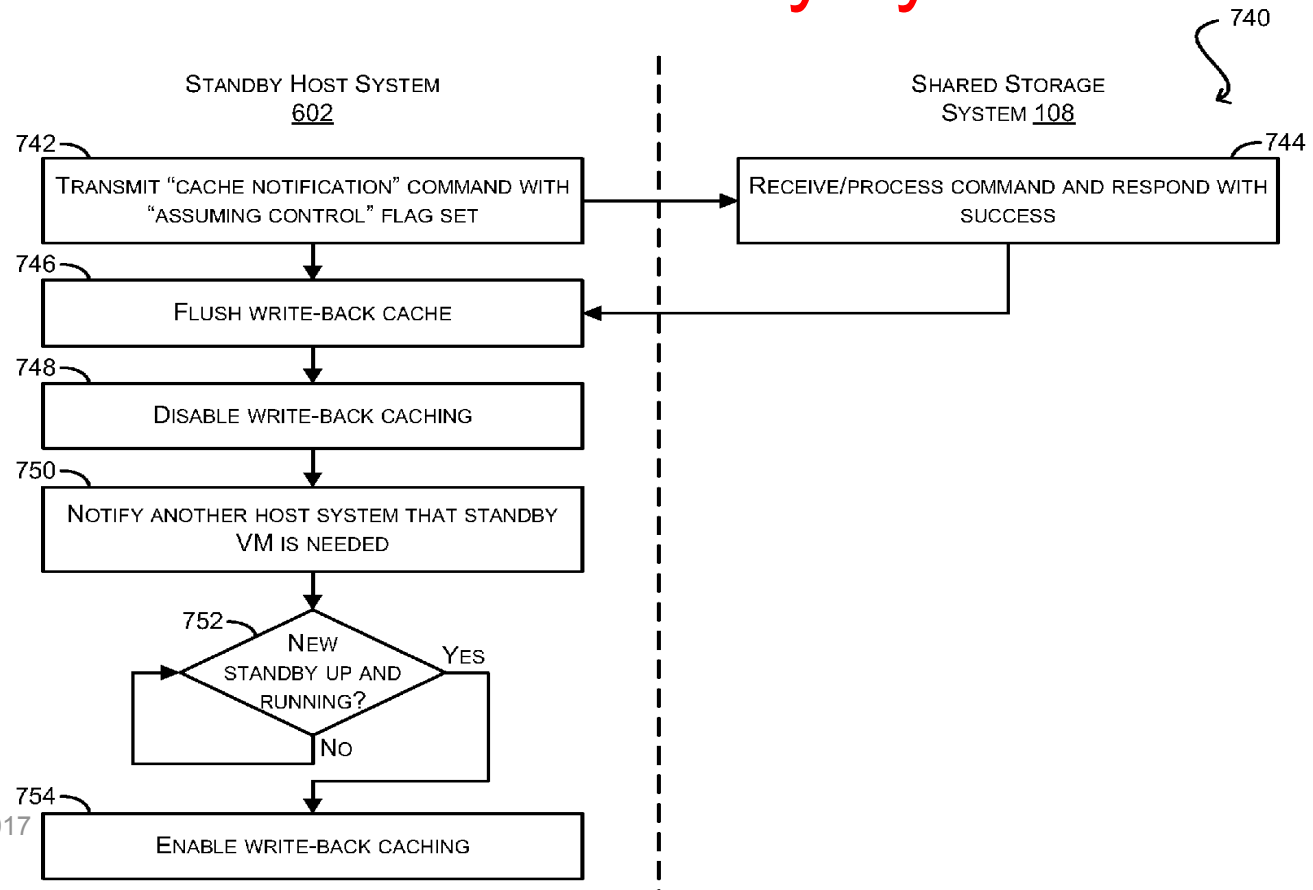 740
STANDBY HOST SYSTEM
602
SHARED STORAGE
SYSTEM 108
742
TRANSMIT “CACHE NOTIFICATION” COMMAND WITH
“ASSUMING CONTROL” FLAG SET
744
RECEIVE/PROCESS COMMAND AND RESPOND WITH
SUCCESS
746
FLUSH WRITE-BACK CACHE
748
DISABLE WRITE-BACK CACHING
750
NOTIFY ANOTHER HOST SYSTEM THAT STANDBY
VM IS NEEDED
752
NEW
STANDBY UP AND
RUNNING?
YES
NO
754
ENABLE WRITE-BACK CACHING